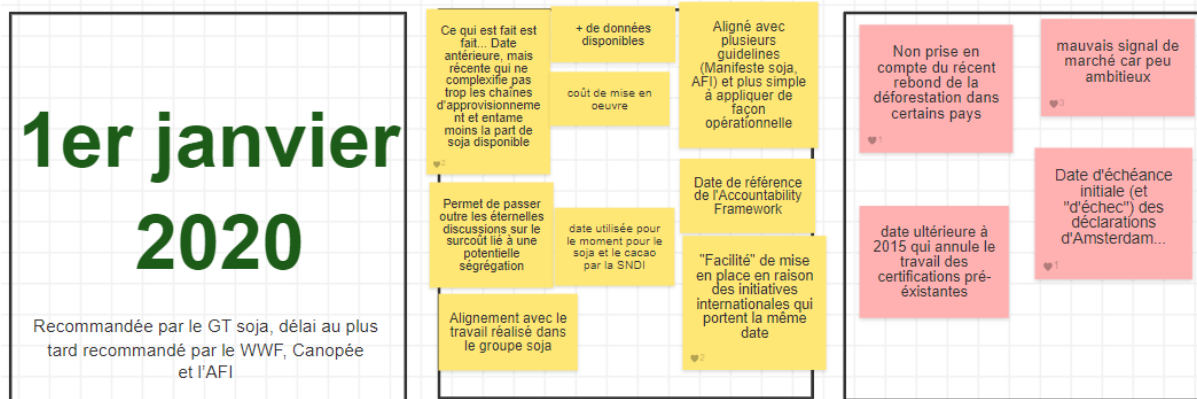 1er janvier
2020
Recommandée par le GT soja, délai au plus
tard recommandé par le WWF, Canopée
et l'AFI
Ce qui est fait est
fait... Date
antérieure, mais
récente qui ne
complexifie pas
trop les chaînes
d'approvisionneme
nt et entame
moins la part de
soja disponible
2
+ de données
disponibles
coût de mise en
oeuvre
Aligné avec
plusieurs
guidelines
(Manifeste soja,
AFI) et plus simple
à appliquer de
façon
opérationnelle
Permet de passer
outre les éternelles
discussions sur le
surcoût lié à une
potentielle
ségrégation
date utilisée pour
le moment pour le
soja et le cacao
par la SNDI
Date de référence
de l'Accountability
Framework
"Facilité" de mise
en place en raison
des initiatives
internationales qui
portent la même
date
2
Alignement avec le
travail réalisé dans
le groupe soja
Non prise en
compte du récent
rebond de la
déforestation dans
certains pays
1
mauvais signal de
marché car peu
ambitieux
3
date ultérieure à
2015 qui annule le
travail des
certifications pré-
éxistantes
Date d'échéance
initiale (et
"d'échec") des
déclarations
d'Amsterdam...
1